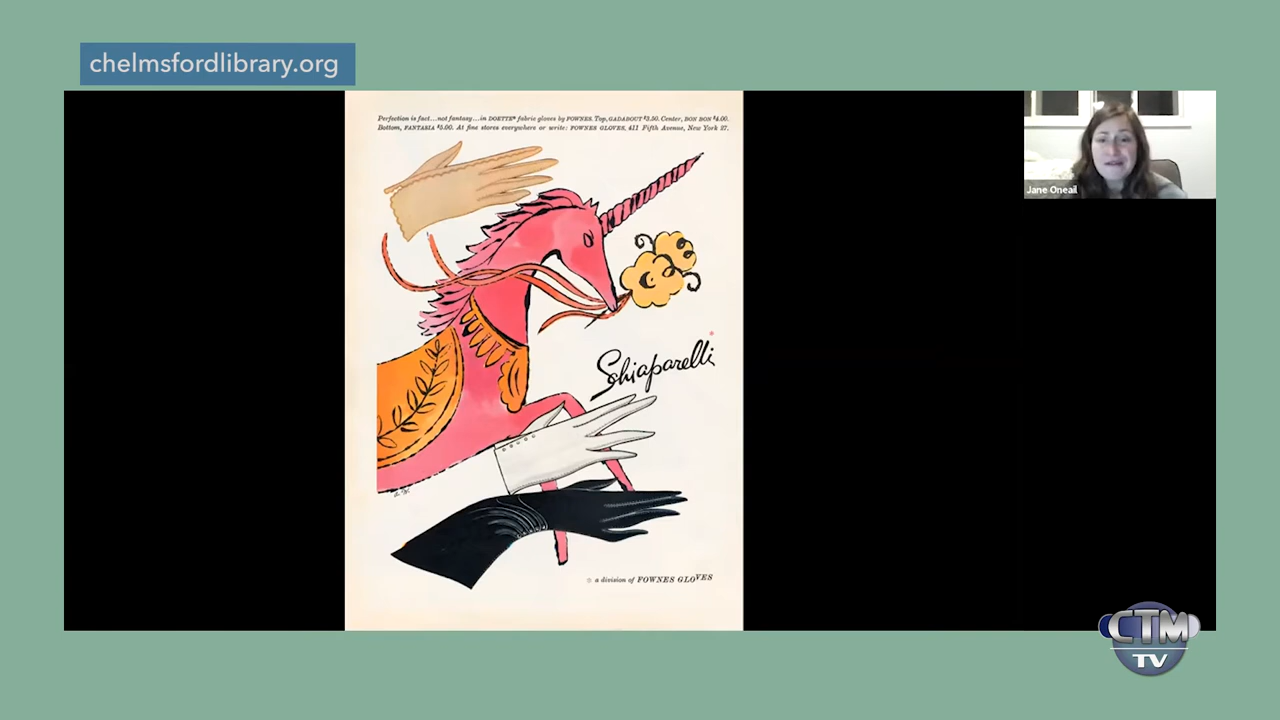 chelmsfordlibrary.org
Perfection is fact...not fantasy...in DOETTE® fabric gloves by FOWNES. Top, GADABOUT $3.50. Center, BON BON $4.00.
Bottom, FANTASIA $5.00. At fine stores everywhere or write: FOWNES GLOVES, 411 Fifth Avenue, New York 27.
Jane Oneail
Schiaparelli
a division of FOWNES GLOVES
CTM
TV